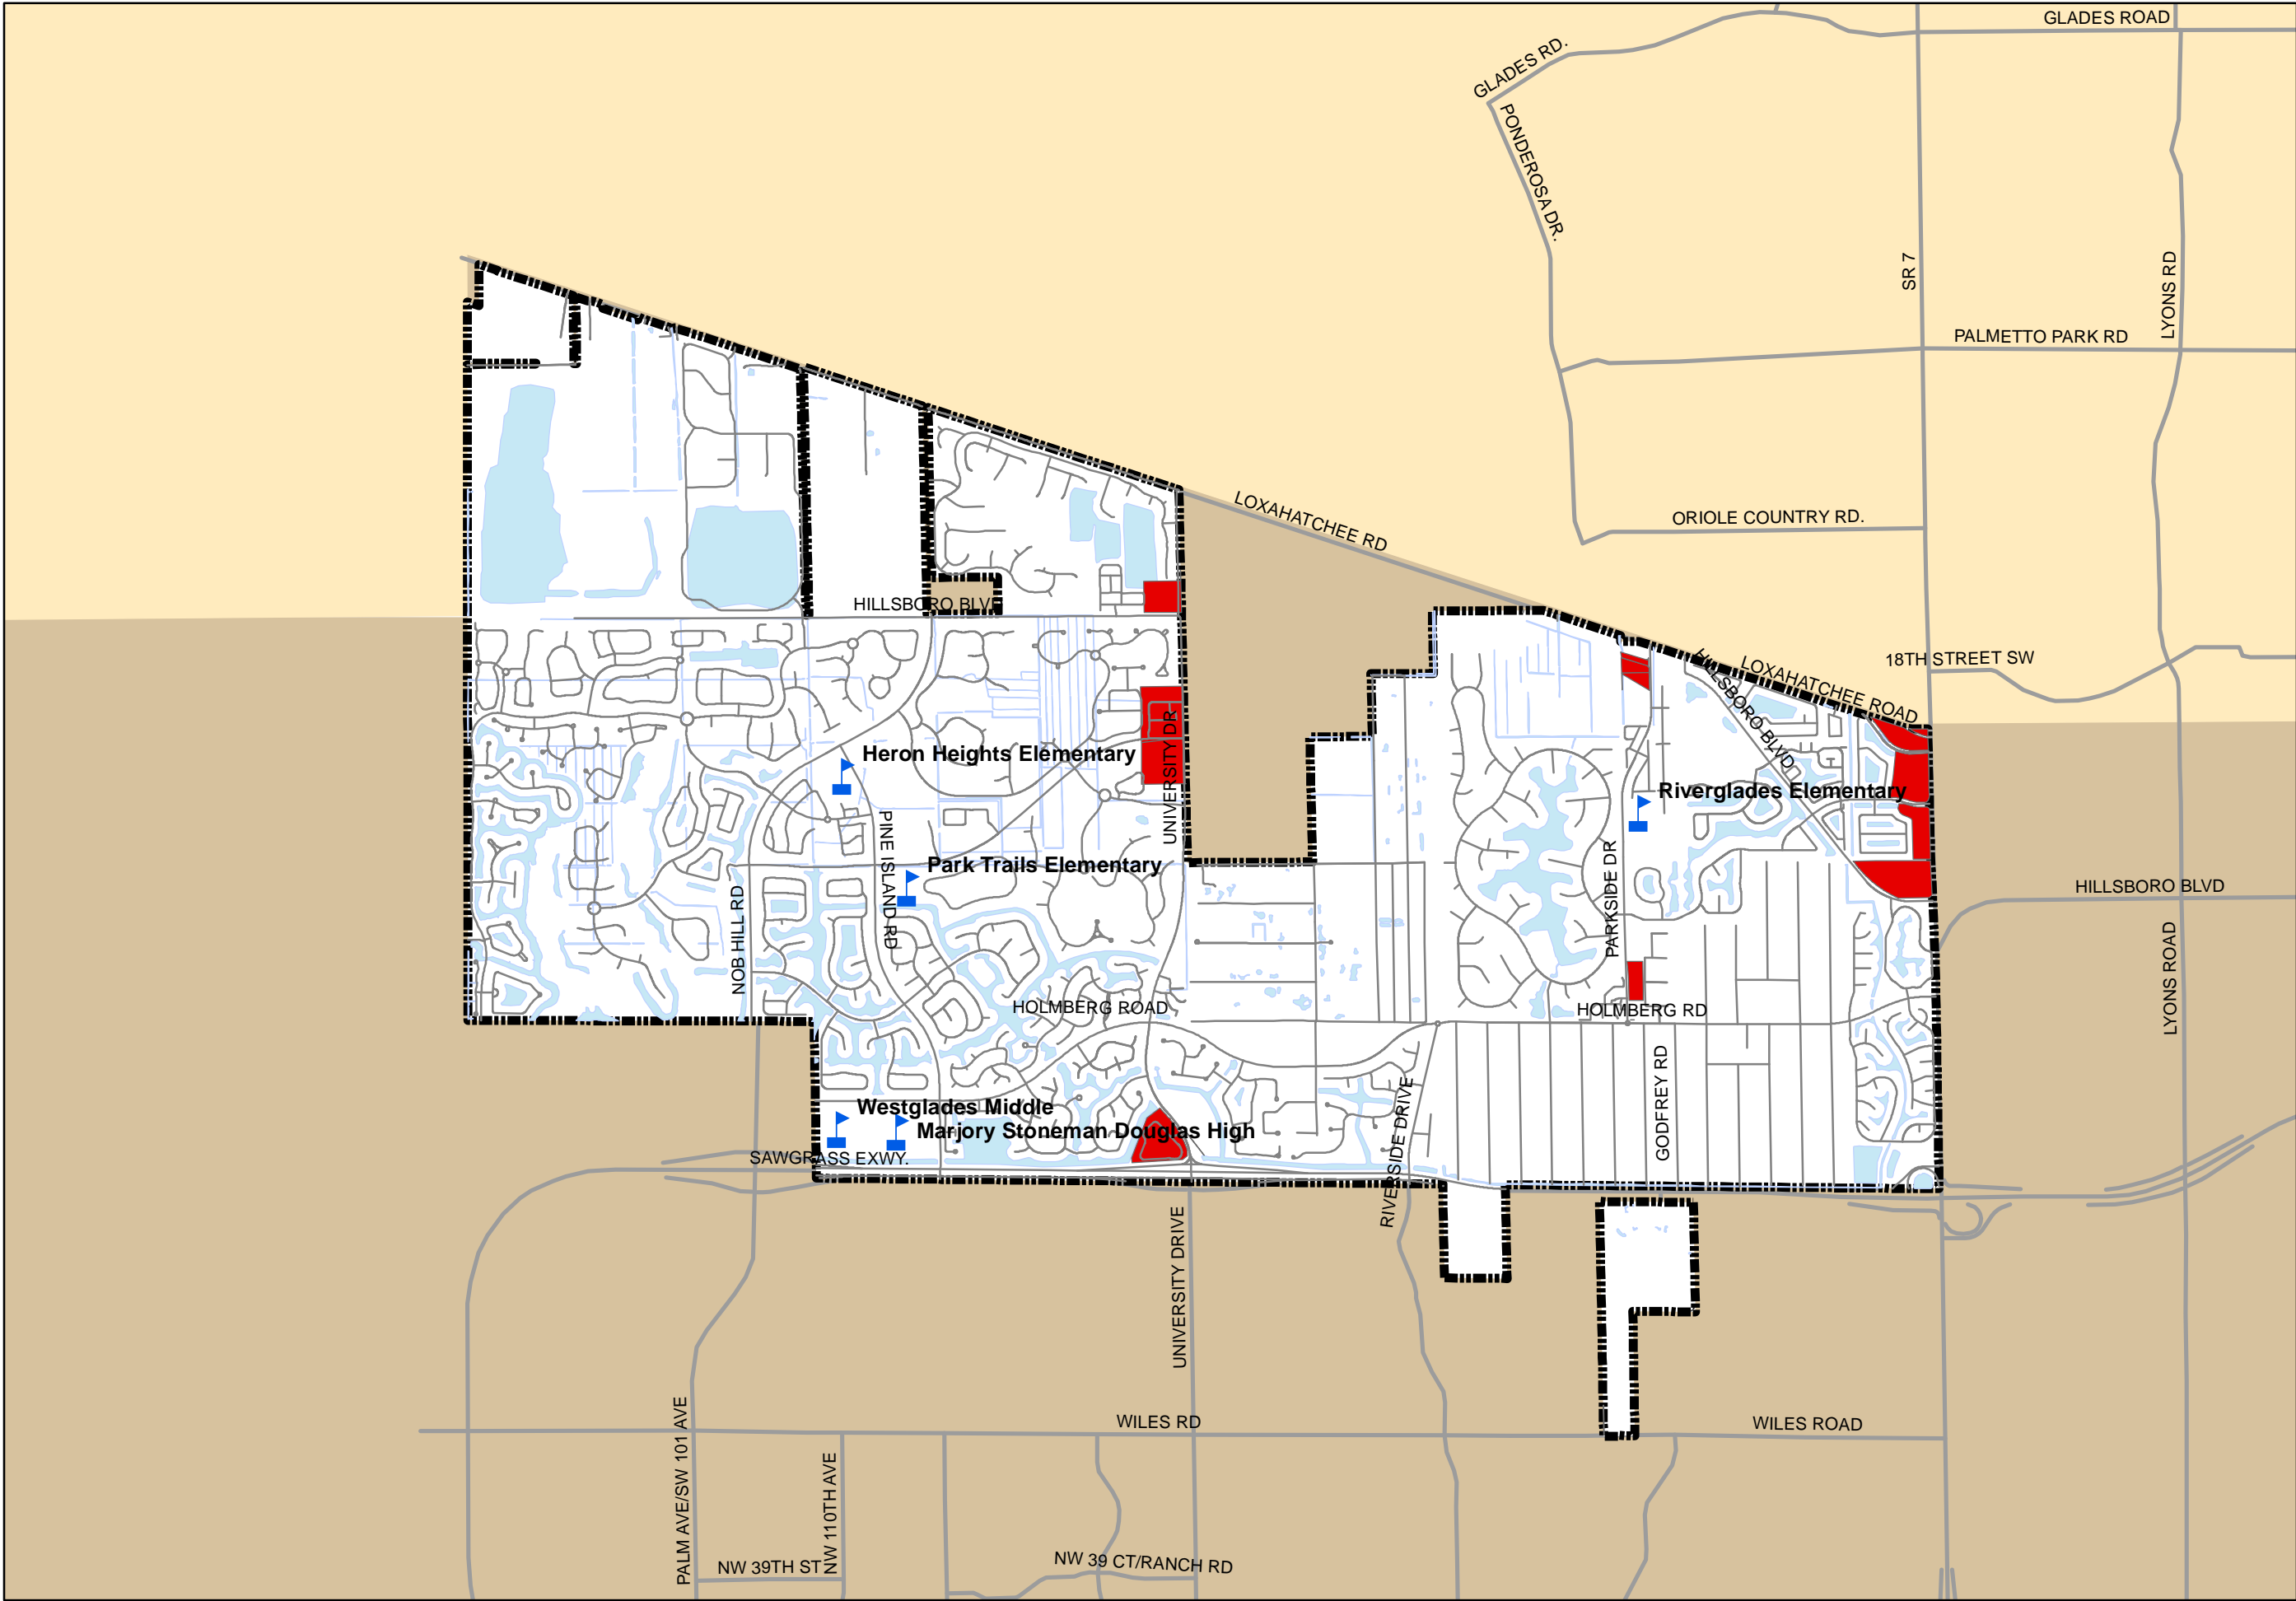 GLADES ROAD
GLADES RD.
PONDEROSA DR.
SR 7
LYONS RD
PALMETTO PARK RD
LOXAHATCHEE RD
ORIOLE COUNTRY RD.
HILLSBORO BLVD
18TH STREET SW
LOXAHATCHEE ROAD
HILLSBORO BLVD
UNIVERSITY DR
Heron Heights Elementary
Riverglades Elementary
PINE ISLAND RD
Park Trails Elementary
PARKSIDE DR
HILLSBORO BLVD
NOB HILL RD
LYONS ROAD
HOLMBERG ROAD
HOLMBERG RD
GODFREY RD
RIVERSIDE DRIVE
Westglades Middle
Marjory Stoneman Douglas High
SAWGRASS EXWY.
UNIVERSITY DRIVE
WILES RD
WILES ROAD
PALM AVE/SW 101 AVE
NW 110TH AVE
NW 39TH ST
NW 39 CT/RANCH RD